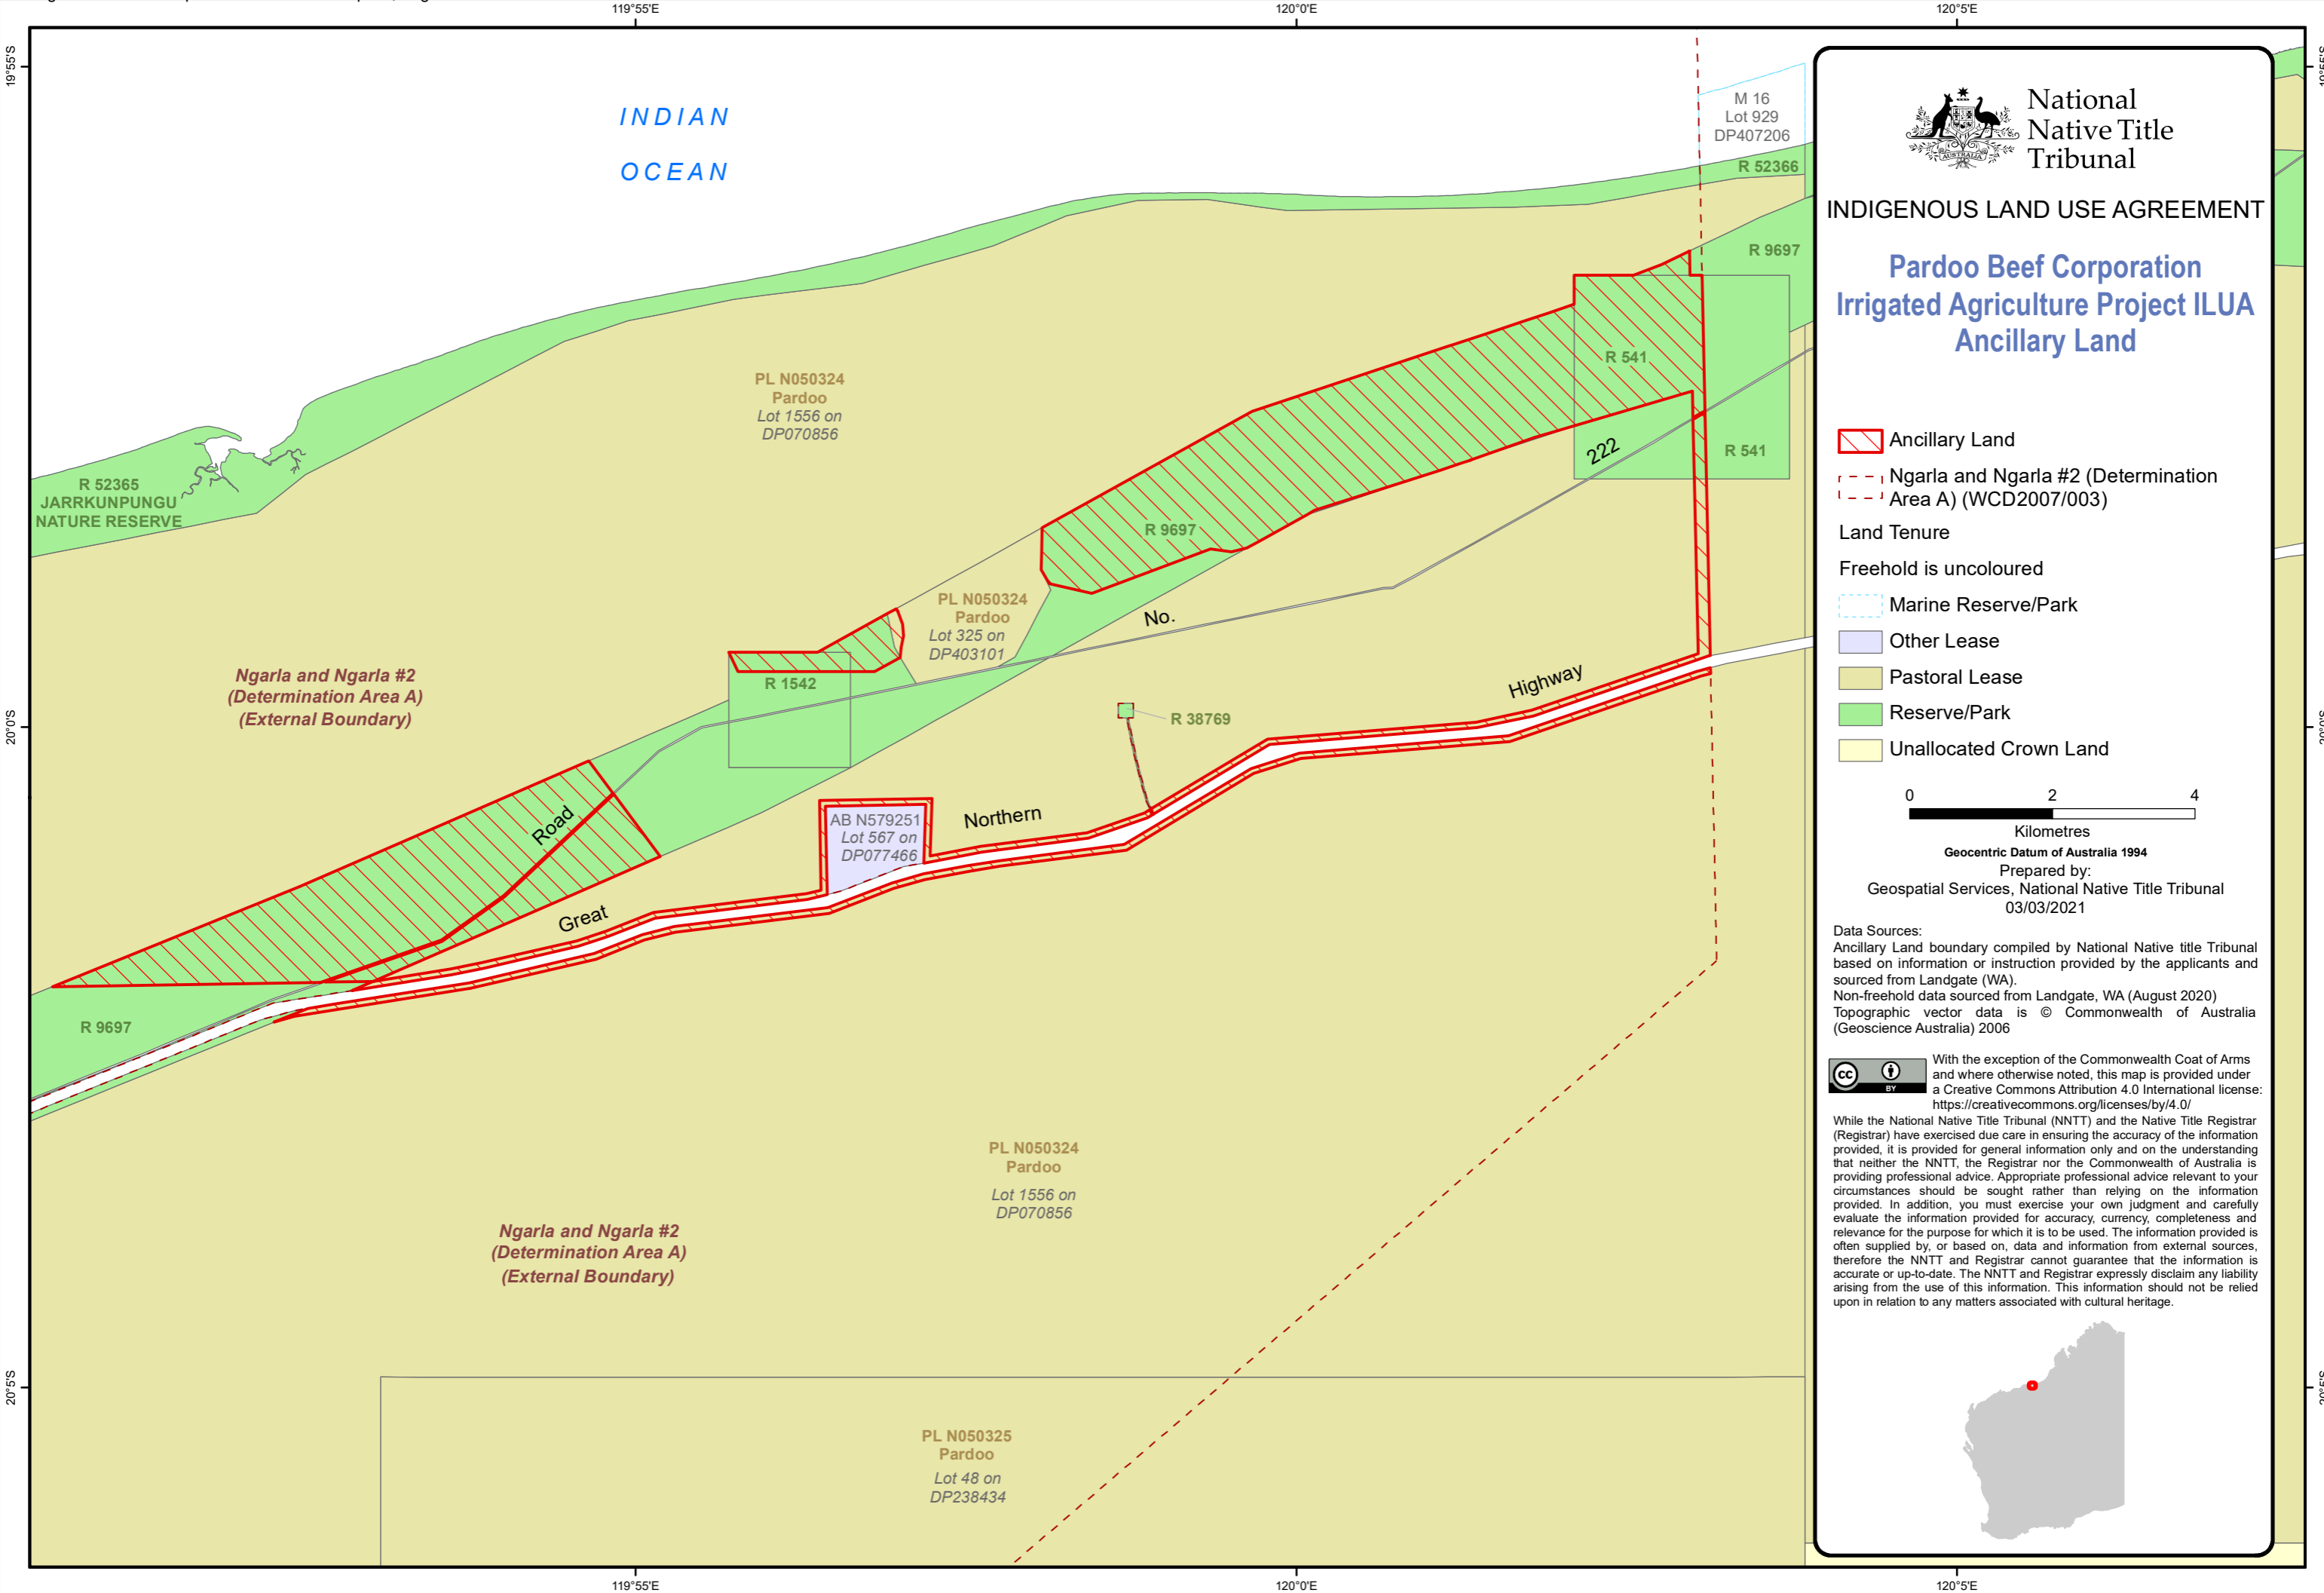 119°55'E
120°0'E
120°5'E
19°55'S
20°0'S
20°5'S
INDIAN
OCEAN
M 16
Lot 929
DP407206
R 52366
R 9697
R 541
R 541
222
PL N050324
Pardoo
Lot 1556 on
DP070856
R 52365
JARRKUNPUNGU
NATURE RESERVE
R 9697
PL N050324
Pardoo
Lot 325 on
DP403101
No.
Ngarla and Ngarla #2
(Determination Area A)
(External Boundary)
R 1542
R 38769
Highway
Road
AB N579251
Lot 567 on
DP077466
Northern
Great
R 9697
PL N050324
Pardoo
Lot 1556 on
DP070856
Ngarla and Ngarla #2
(Determination Area A)
(External Boundary)
PL N050325
Pardoo
Lot 48 on
DP238434
119°55'E
120°0'E
120°5'E
AUSTRALIA
National
Native Title
Tribunal
INDIGENOUS LAND USE AGREEMENT
Pardoo Beef Corporation
Irrigated Agriculture Project ILUA
Ancillary Land
Ancillary Land
Ngarla and Ngarla #2 (Determination
Area A) (WCD2007/003)
Land Tenure
Freehold is uncoloured
Marine Reserve/Park
Other Lease
Pastoral Lease
Reserve/Park
Unallocated Crown Land
0 2 4
Kilometres
Geocentric Datum of Australia 1994
Prepared by:
Geospatial Services, National Native Title Tribunal
03/03/2021
Data Sources:
Ancillary Land boundary compiled by National Native title Tribunal
based on information or instruction provided by the applicants and
sourced from Landgate (WA).
Non-freehold data sourced from Landgate, WA (August 2020)
Topographic vector data is © Commonwealth of Australia
(Geoscience Australia) 2006
cc BY
With the exception of the Commonwealth Coat of Arms
and where otherwise noted, this map is provided under
a Creative Commons Attribution 4.0 International license:
https://creativecommons.org/licenses/by/4.0/
While the National Native Title Tribunal (NNTT) and the Native Title Registrar
(Registrar) have exercised due care in ensuring the accuracy of the information
provided, it is provided for general information only and on the understanding
that neither the NNTT, the Registrar nor the Commonwealth of Australia is
providing professional advice. Appropriate professional advice relevant to your
circumstances should be sought rather than relying on the information
provided. In addition, you must exercise your own judgment and carefully
evaluate the information provided for accuracy, currency, completeness and
relevance for the purpose for which it is to be used. The information provided is
often supplied by, or based on, data and information from external sources,
therefore the NNTT and Registrar cannot guarantee that the information is
accurate or up-to-date. The NNTT and Registrar expressly disclaim any liability
arising from the use of this information. This information should not be relied
upon in relation to any matters associated with cultural heritage.